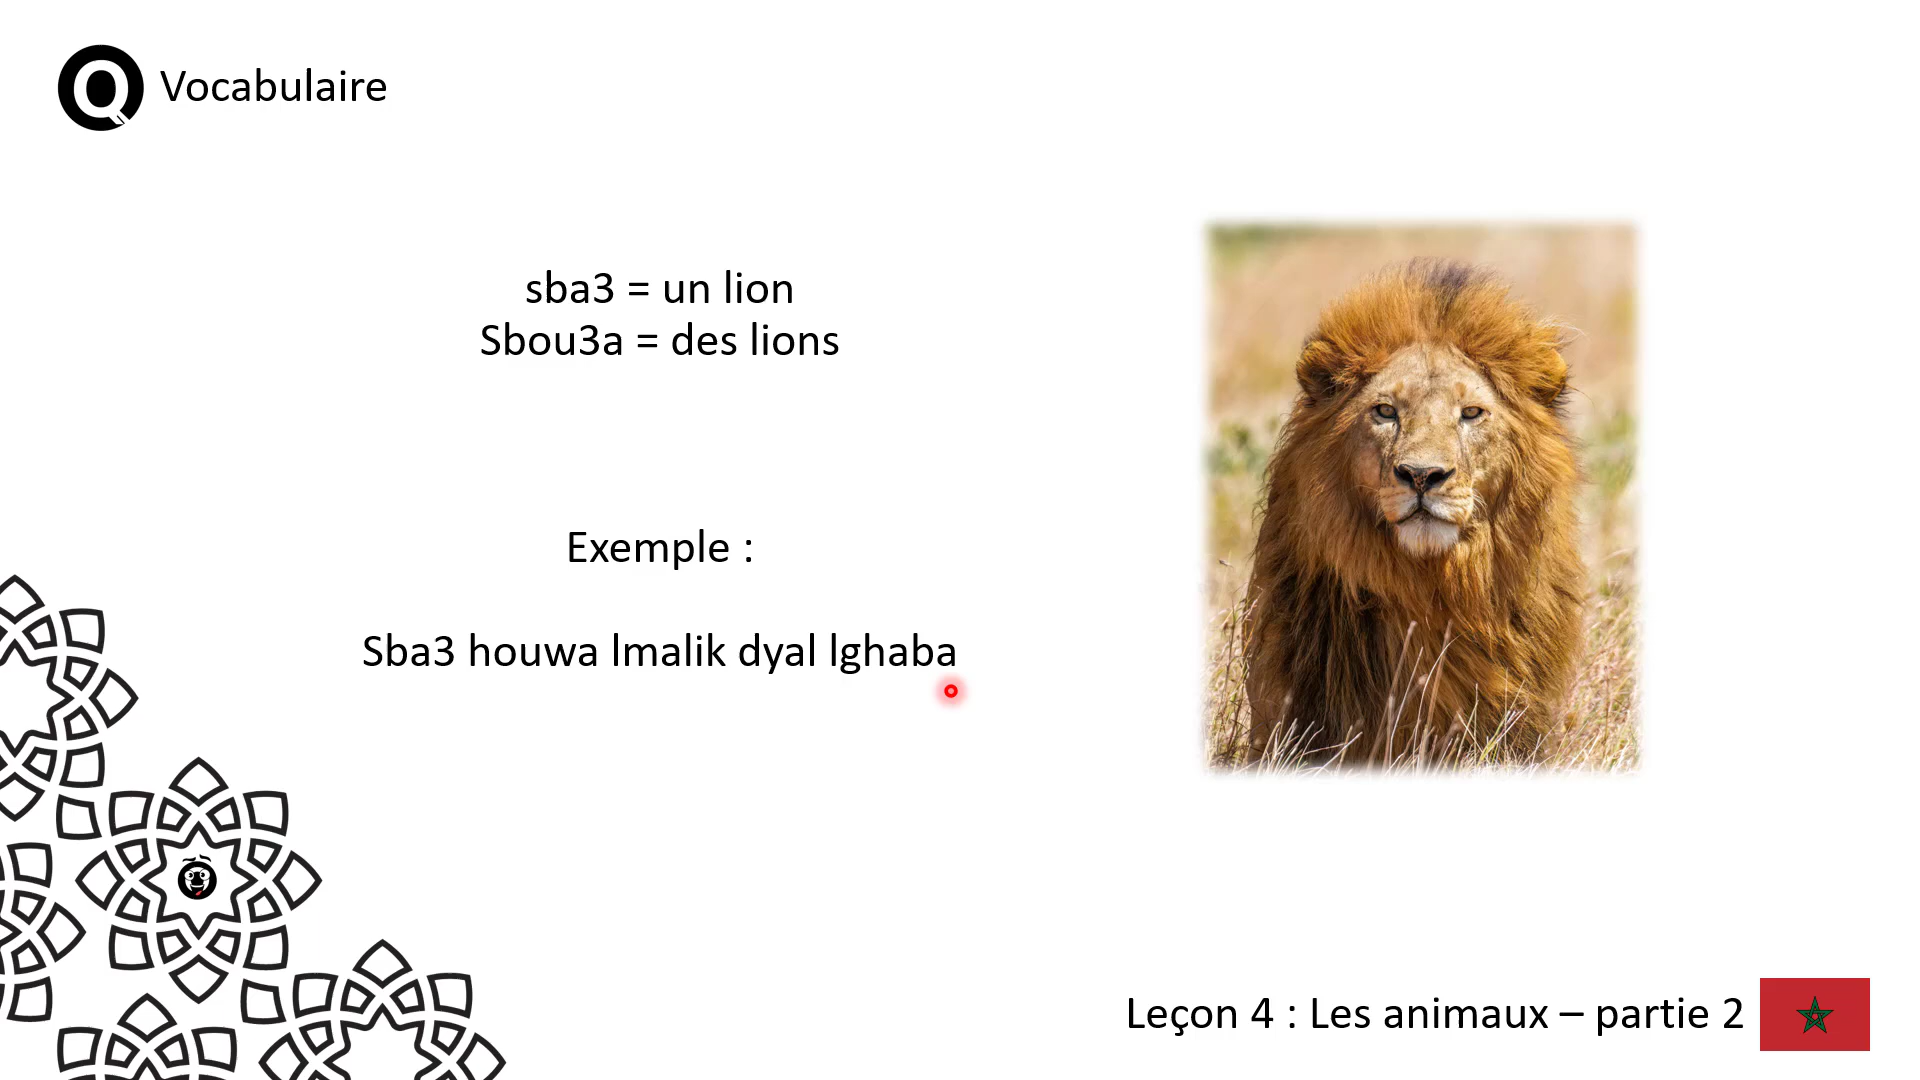 Q Vocabulaire
sba3 = un lion
Sbou3a = des lions
Exemple :
Sba3 houwa lmalik dyal lghaba
Leçon 4 : Les animaux – partie 2